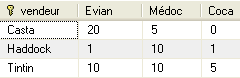 vendeur Evian Médoc Coca
Casta 20 5 0
Haddock 1 10 1
Tintin 10 10 5